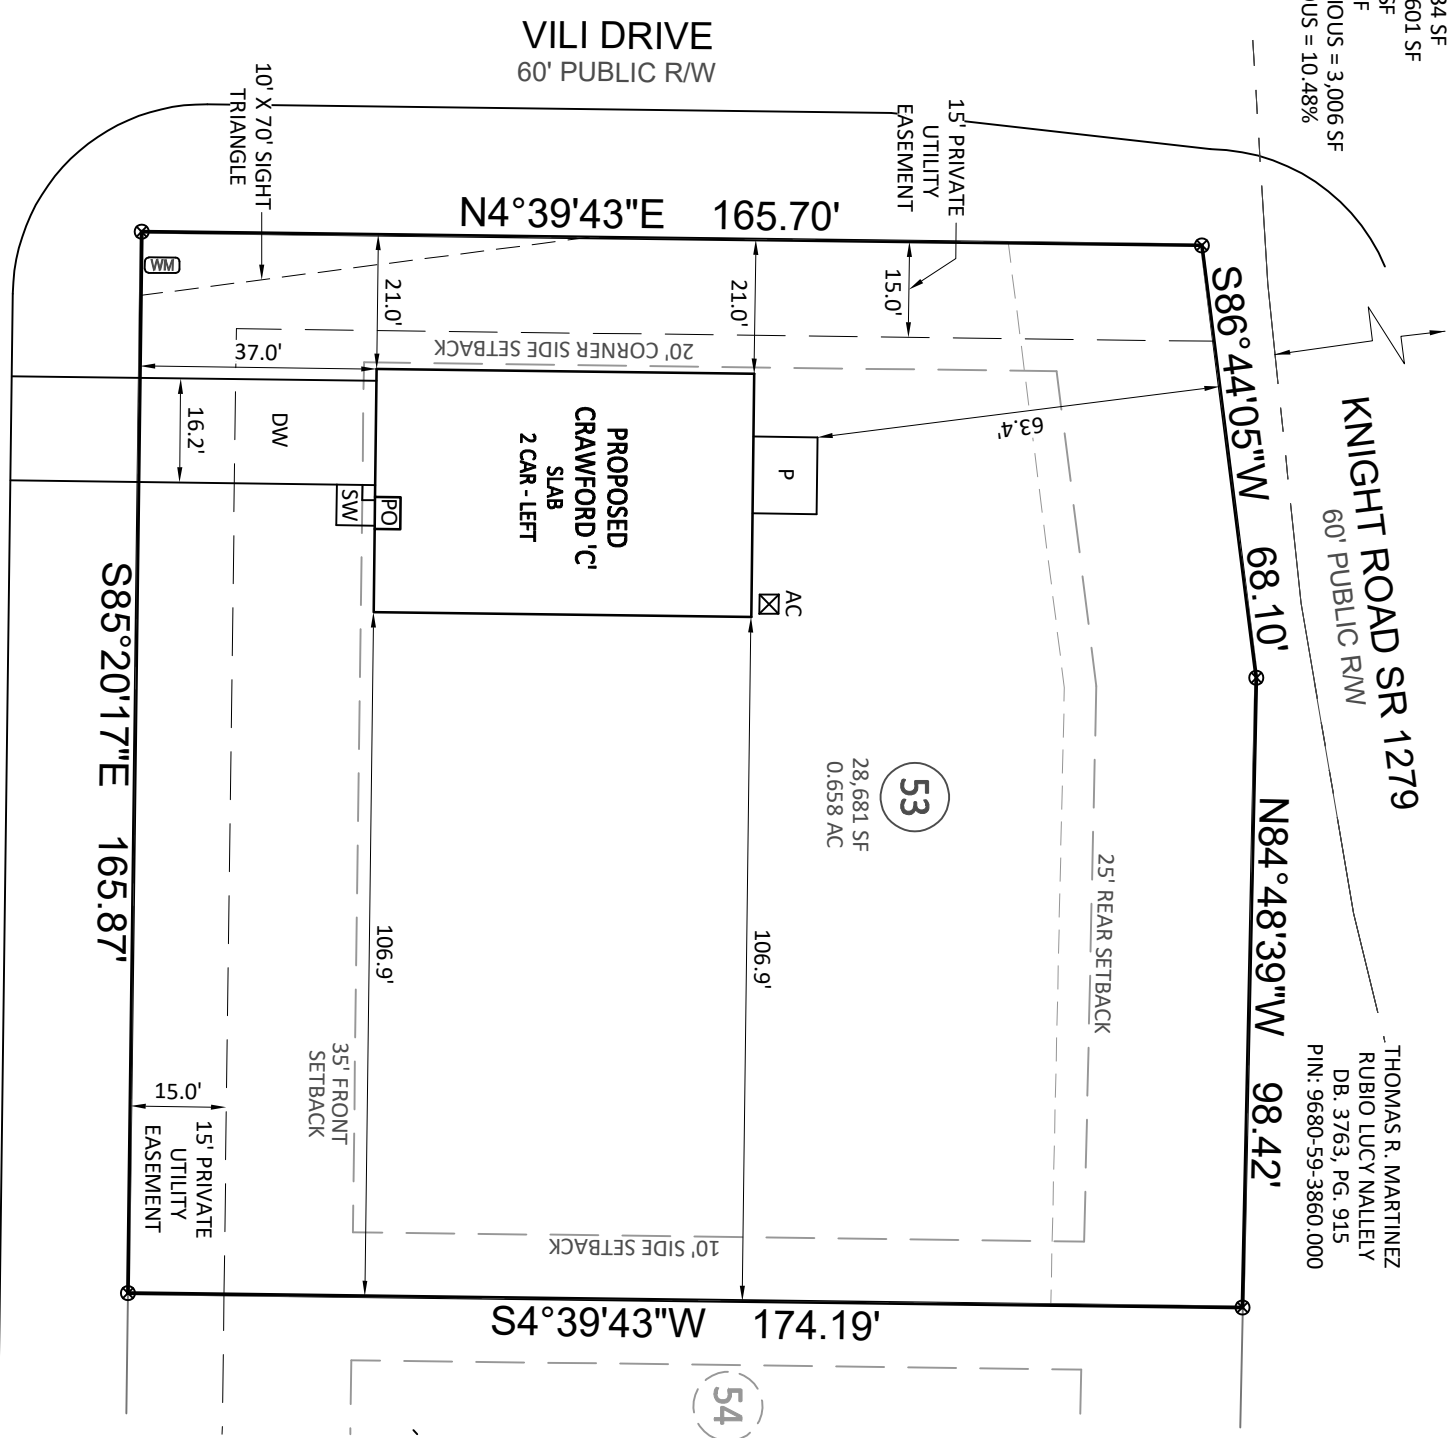 VILI DRIVE
60' PUBLIC R/W
34 SF
601 SF
SF
F
IOUS = 3,006 SF
OUS = 10.48%
10' X 70' SIGHT
TRIANGLE
15' PRIVATE
UTILITY
EASEMENT
N4°39'43"E 165.70'
WM
21.0'
21.0'
15.0'
37.0'
20' CORNER SIDE SETBACK
S86°44'05"W 68.10'
KNIGHT ROAD SR 1279
60' PUBLIC R/W
63.4'
16.2'
DW
PROPOSED
CRAWFORD 'C'
SLAB
2 CAR - LEFT
P
PO
SW
AC
S85°20'17"E 165.87'
53
28,681 SF
0.658 AC
25' REAR SETBACK
N84°48'39"W 98.42'
106.9'
106.9'
35' FRONT
SETBACK
15.0'
15' PRIVATE
UTILITY
EASEMENT
10' SIDE SETBACK
THOMAS R. MARTINEZ
RUBIO LUCY NALLELY
DB. 3763, PG. 915
PIN: 9680-59-3860.000
S4°39'43"W 174.19'
54